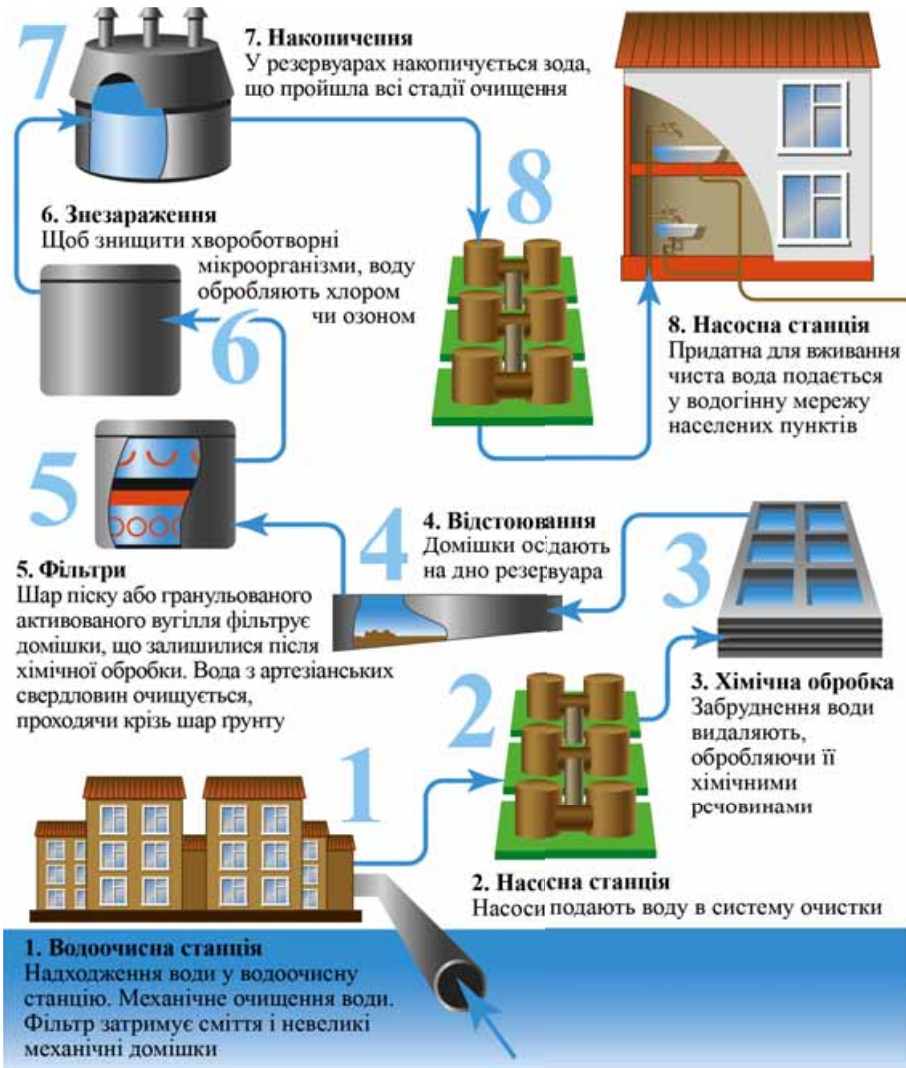 7
7. Накопичення
У резервуарах накопичується зода,
що пройшла всі стадії очищення
8
6. Знезараження
Щоб знищити хвороботворні
мікроорганізми, воду
обробляють хлором
чи озоном
6
8. Насосна станція
Придатна для вживання
чиста вода подається
у водогінну мережу
населених пунктів
5
4
4. Відстоювання
Домішки осідають
на дно резервуара
3
5. Фільтри
Шар піску або гранульованого
активованого вугілля фільтрує
домішки, що залишилися після
хімічної обробки. Вода з артезіанських
свердловин очищується,
проходячи крізь шар ґрунту
3. Хімічна обробка
Забруднення води
видаляють,
обробляючи її
хімічними
речовинами
2
1
2. Насосна станція
Насоси подають воду в систему очистки
1. Водоочисна станція
Надходження води у водоочисну
станцію. Механічне очищення води.
Фільтр затримує сміття і невеликі
механічні домішки